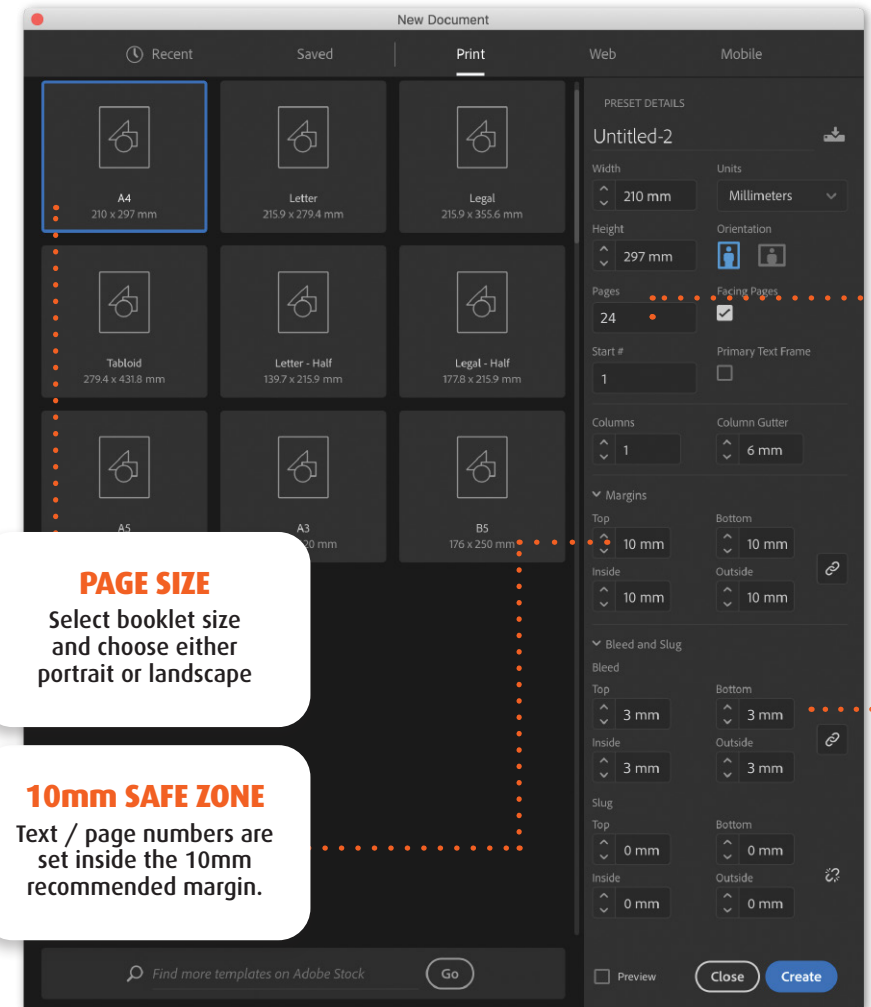 New Document
Recent
Saved
Print
Web
Mobile
A4
210 x 297 mm
Letter
215.9 x 279.4 mm
Legal
215.9 x 355.6 mm
Tabloid
279.4 x 431.8 mm
Letter - Half
139.7 x 215.9 mm
Legal - Half
177.8 x 215.9 mm
A5
A3
20 mm
B5
176 x 250 mm
PAGE SIZE
Select booklet size
and choose either
portrait or landscape
10mm SAFE ZONE
Text / page numbers are
set inside the 10mm
recommended margin.
Find more templates on Adobe Stock
Go
PRESET DETAILS
Untitled-2
Width
Units
210 mm
Millimeters
Height
Orientation
297 mm
Pages
Facing Pages
24
Start #
Primary Text Frame
1
Columns
Column Gutter
1
6 mm
Margins
Top
Bottom
10 mm
10 mm
Inside
Outside
10 mm
10 mm
Bleed and Slug
Bleed
Top
Bottom
3 mm
3 mm
Inside
Outside
3 mm
3 mm
Slug
Top
Bottom
0 mm
0 mm
Inside
Outside
0 mm
0 mm
Preview
Close
Create